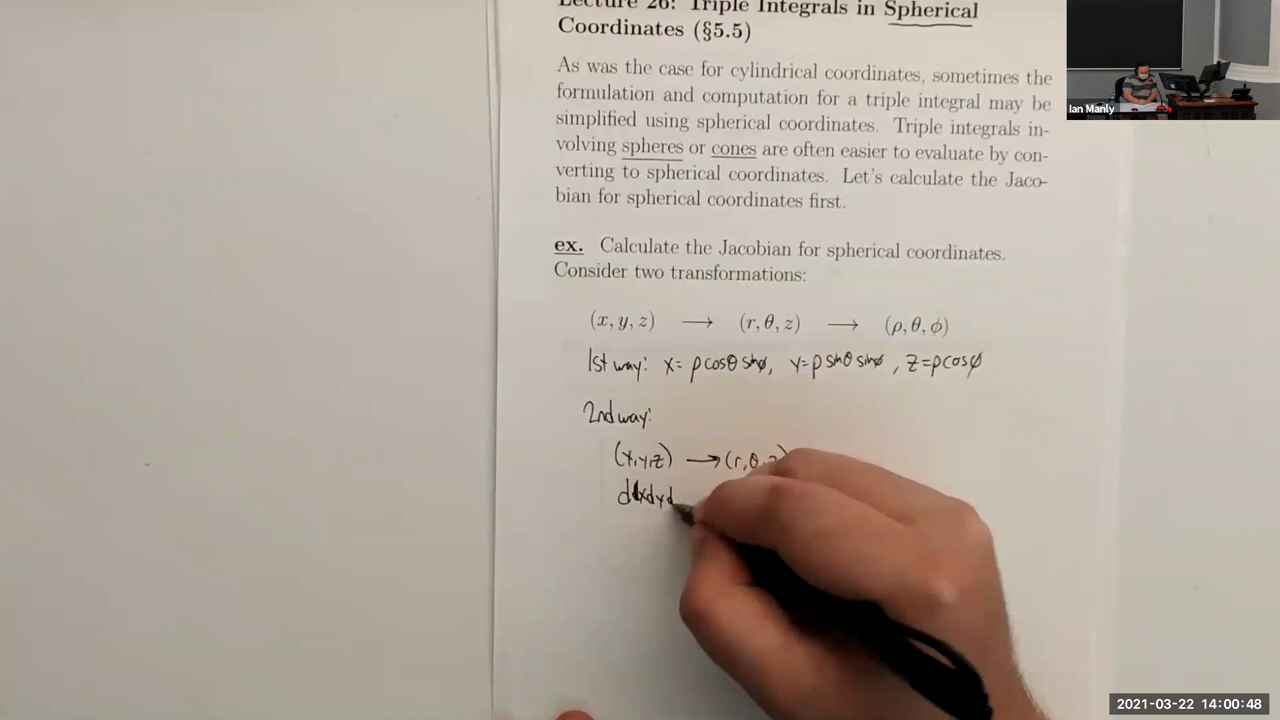 Lecture 26: Triple Integrals in Spherical
Coordinates (§5.5)
As was the case for cylindrical coordinates, sometimes the
formulation and computation for a triple integral may be
simplified using spherical coordinates. Triple integrals in-
volving spheres or cones are often easier to evaluate by con-
verting to spherical coordinates. Let's calculate the Jaco-
bian for spherical coordinates first.
ex. Calculate the Jacobian for spherical coordinates.
Consider two transformations:
(x, y, z) ⟶ (r, θ, z) ⟶ (ρ, θ, ϕ)
1st way: x = ρ cosθ sinϕ, y = ρ sinθ sinϕ, z = ρ cosϕ
2nd way:
(x,y,z) → (r, θ, z)
dxdyd
Ian Manly
2021-03-22 14:00:48